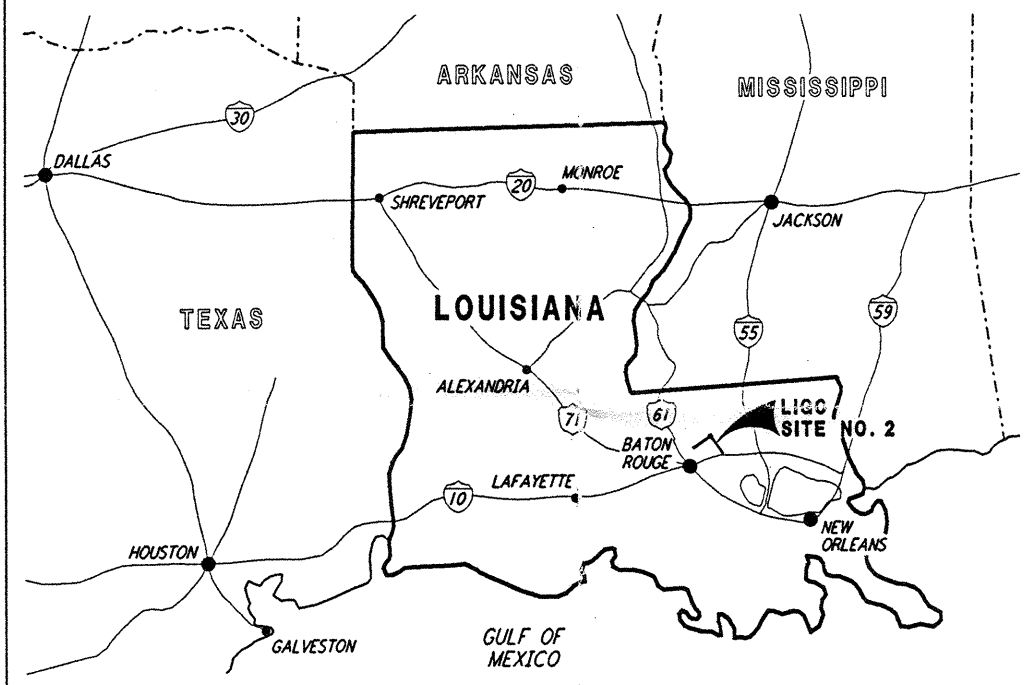 ARKANSAS
MISSISSIPPI
30
DALLAS
MONROE
20
SHREVEPORT
JACKSON
LOUISIANA
TEXAS
59
55
ALEXANDRIA
71
61
LIGO
SITE NO. 2
BATON
ROUGE
LAFAYETTE
10
NEW
ORLEANS
HOUSTON
GALVESTON
GULF OF
MEXICO